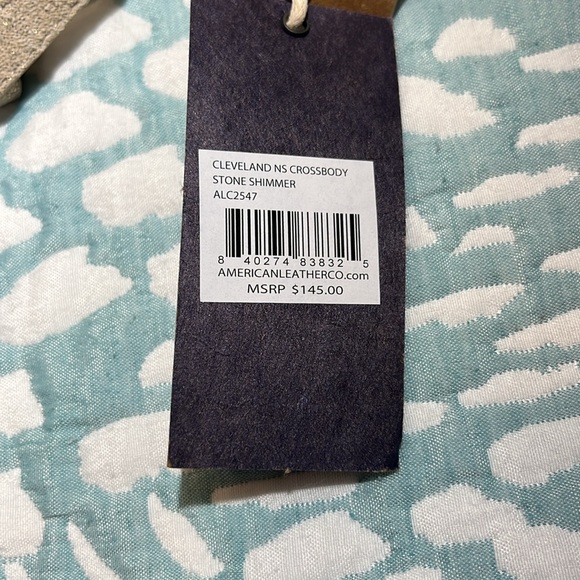 CLEVELAND NS CROSSBODY
STONE SHIMMER
ALC2547
8 40274 83832 5
AMERICANLEATHERCO.com
MSRP $145.00